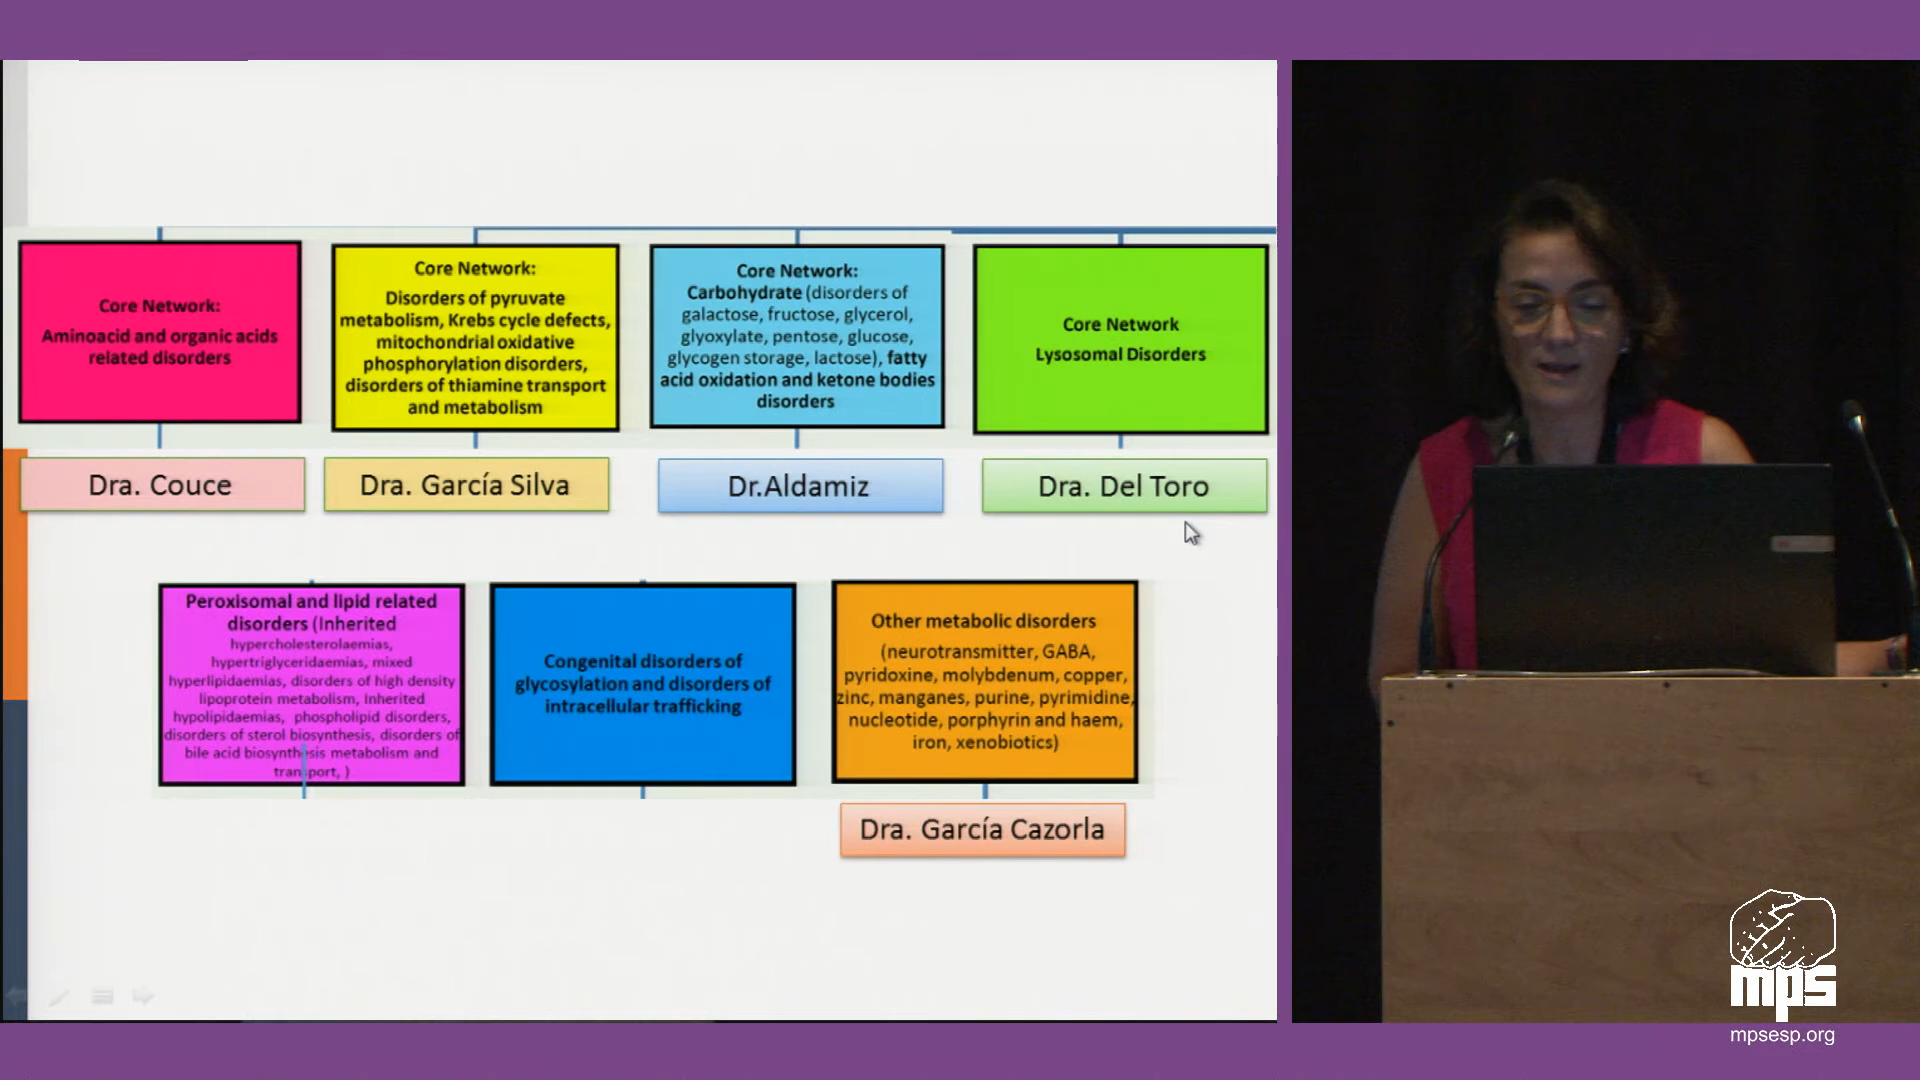 Core Network:
Aminoacid and organic acids
related disorders
Core Network:
Disorders of pyruvate
metabolism, Krebs cycle defects,
mitochondrial oxidative
phosphorylation disorders,
disorders of thiamine transport
and metabolism
Core Network:
Carbohydrate (disorders of
galactose, fructose, glycerol,
glyoxylate, pentose, glucose,
glycogen storage, lactose), fatty
acid oxidation and ketone bodies
disorders
Core Network
Lysosomal Disorders
Dra. Couce
Dra. García Silva
Dr.Aldamiz
Dra. Del Toro
Peroxisomal and lipid related
disorders (Inherited
hypercholesterolaemias,
hypertriglyceridaemias, mixed
hyperlipidaemias, disorders of high density
lipoprotein metabolism, Inherited
hypolipidaemias, phospholipid disorders,
disorders of sterol biosynthesis, disorders of
bile acid biosynthesis metabolism and
transport, )
Congenital disorders of
glycosylation and disorders of
intracellular trafficking
Other metabolic disorders
(neurotransmitter, GABA,
pyridoxine, molybdenum, copper,
zinc, manganes, purine, pyrimidine,
nucleotide, porphyrin and haem,
iron, xenobiotics)
Dra. García Cazorla
mps
mpsesp.org